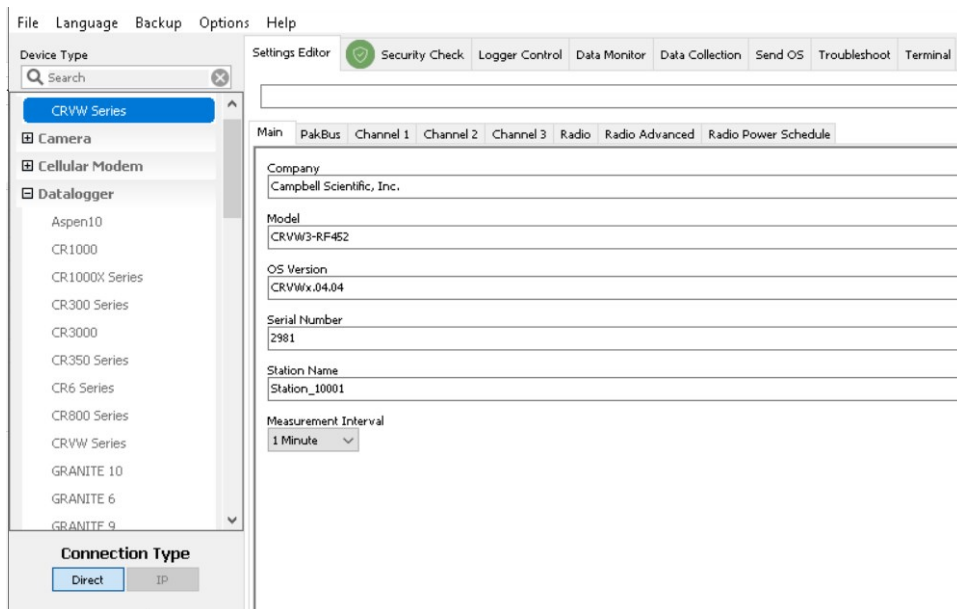 File Language Backup Options Help
Device Type
Search
CRVW Series
Camera
Cellular Modem
Datalogger
Aspen10
CR1000
CR1000X Series
CR300 Series
CR3000
CR350 Series
CR6 Series
CR800 Series
CRVW Series
GRANITE 10
GRANITE 6
GRANITE 9
Connection Type
Direct IP
Settings Editor Security Check Logger Control Data Monitor Data Collection Send OS Troubleshoot Terminal
Main PakBus Channel 1 Channel 2 Channel 3 Radio Radio Advanced Radio Power Schedule
Company
Campbell Scientific, Inc.
Model
CRVW3-RF452
OS Version
CRVWx.04.04
Serial Number
2981
Station Name
Station_10001
Measurement Interval
1 Minute